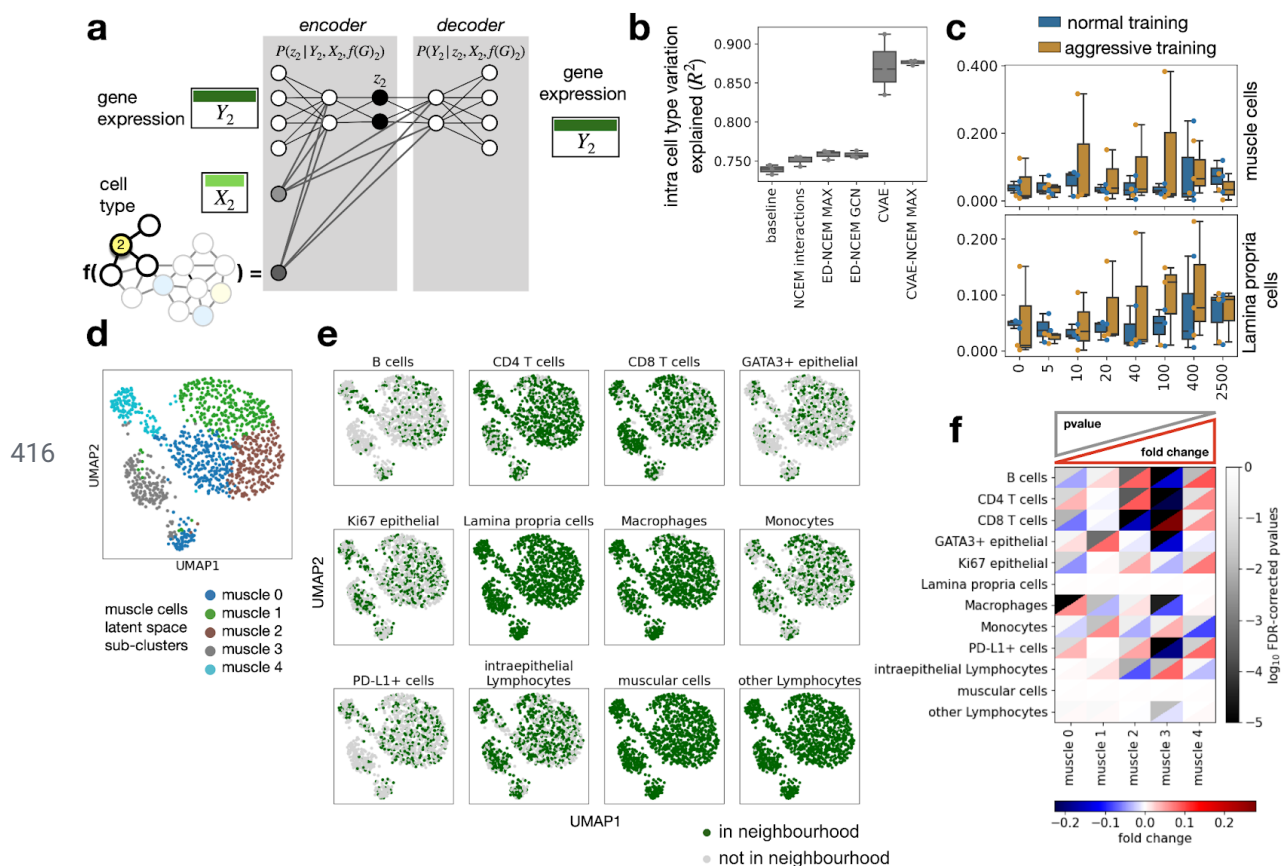 a
encoder
decoder
P(z₂ | Y₂, X₂, f(G)₂)
P(Y₂ | z₂, X₂, f(G)₂)
z₂
gene
expression
Y₂
gene
expression
Y₂
cell
type
X₂
2
f( ) =
b
intra cell type variation
explained (R²)
0.900
0.850
0.800
0.750
baseline
NCEM interactions
ED-NCEM MAX
ED-NCEM GCN
CVAE
CVAE-NCEM MAX
c
normal training
aggressive training
0.400
0.200
0.000
muscle cells
0.200
0.100
0.000
Lamina propria
cells
0
5
10
20
40
100
400
2500
416
d
UMAP2
UMAP1
muscle cells
latent space
sub-clusters
muscle 0
muscle 1
muscle 2
muscle 3
muscle 4
e
B cells
CD4 T cells
CD8 T cells
GATA3+ epithelial
Ki67 epithelial
Lamina propria cells
Macrophages
Monocytes
PD-L1+ cells
intraepithelial
Lymphocytes
muscular cells
other Lymphocytes
UMAP2
UMAP1
in neighbourhood
not in neighbourhood
f
pvalue
fold change
B cells
CD4 T cells
CD8 T cells
GATA3+ epithelial
Ki67 epithelial
Lamina propria cells
Macrophages
Monocytes
PD-L1+ cells
intraepithelial Lymphocytes
muscular cells
other Lymphocytes
muscle 0
muscle 1
muscle 2
muscle 3
muscle 4
0
−1
−2
−3
−4
−5
log₁₀ FDR-corrected pvalues
−0.2
−0.1
0.0
0.1
0.2
fold change